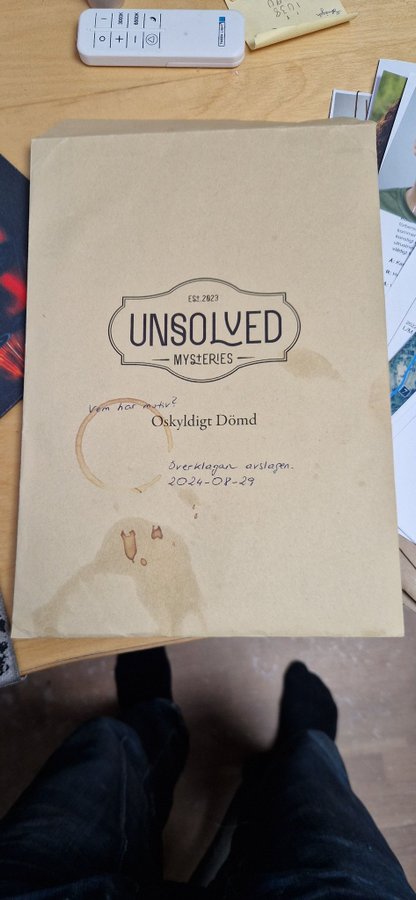 EST. 2023
UNSOLVED
MYSTERIES
Vem har motiv?
Oskyldigt Dömd
Överklagan avslagen.
2024-08-29